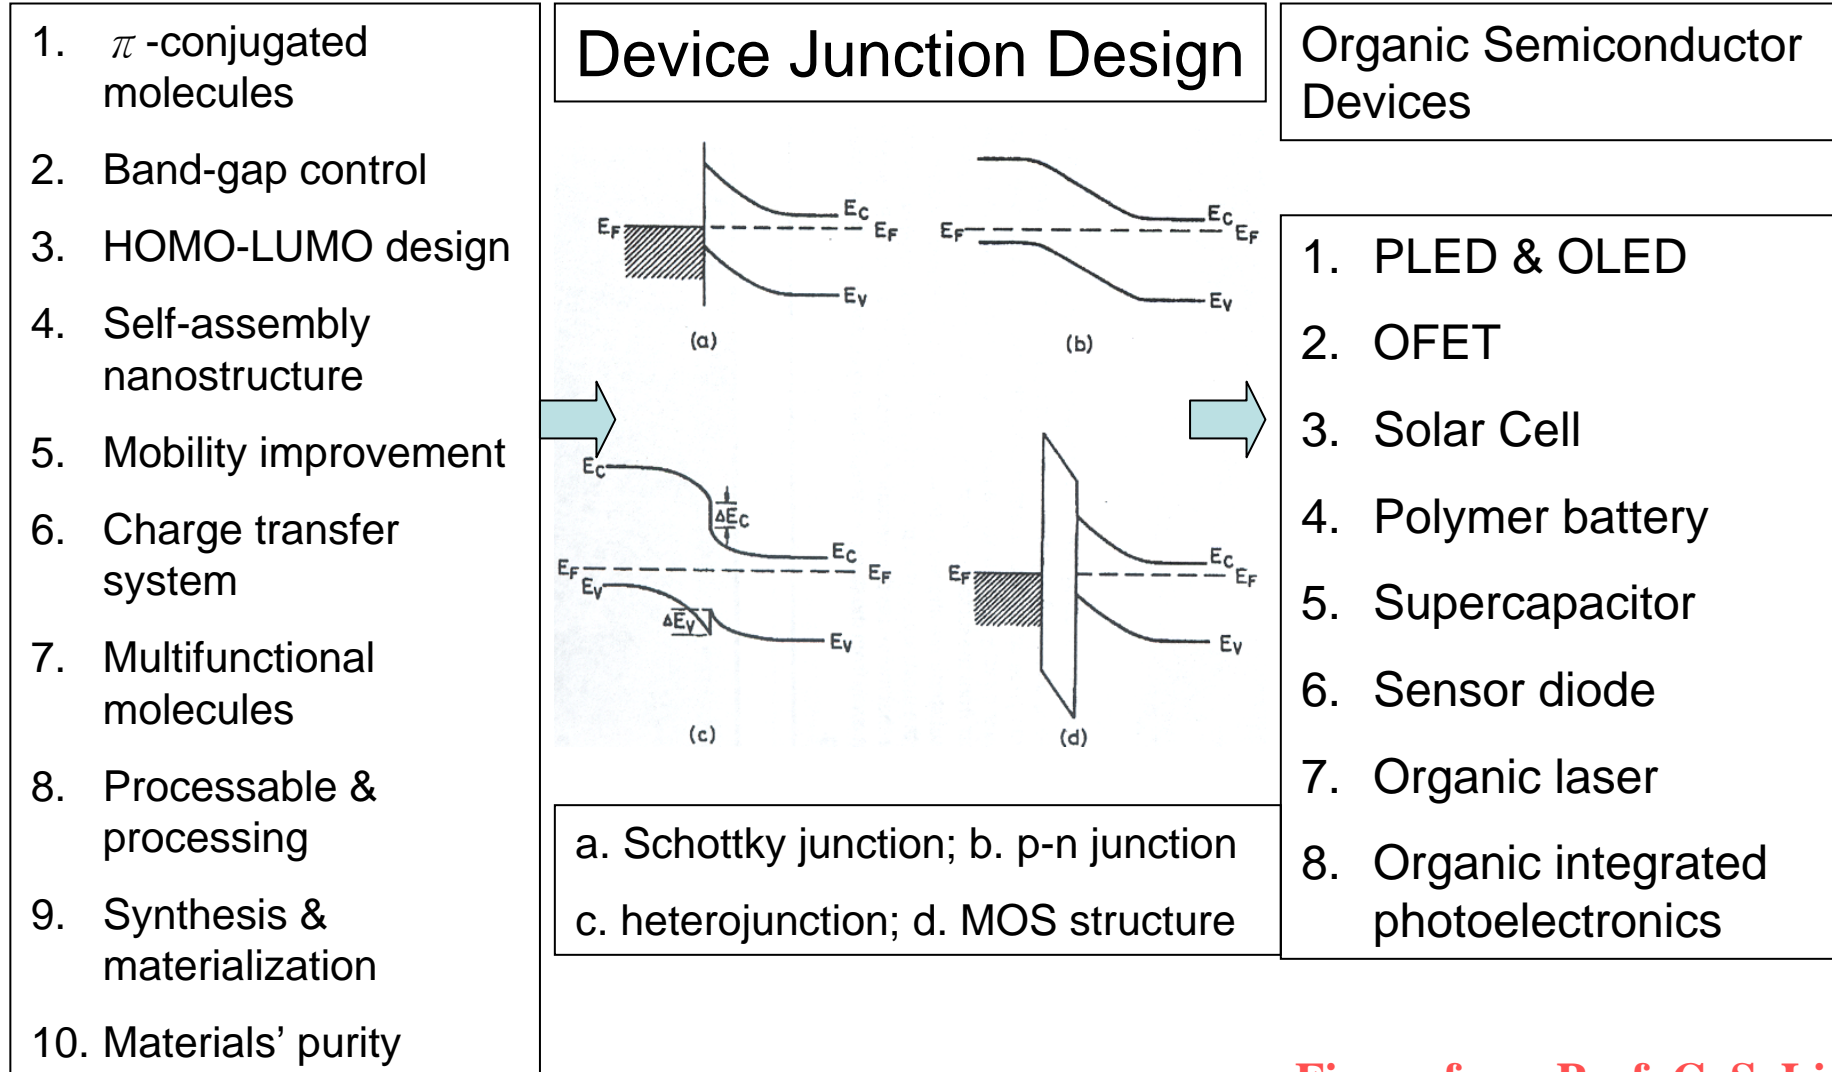 1. π -conjugated
molecules
2. Band-gap control
3. HOMO-LUMO design
4. Self-assembly
nanostructure
5. Mobility improvement
6. Charge transfer
system
7. Multifunctional
molecules
8. Processable &
processing
9. Synthesis &
materialization
10. Materials’ purity
Device Junction Design
EC
EF
EF
EV
(a)
EC
EF
EF
EV
(b)
EC
ΔEC
EC
EF
EF
EV
ΔEV
EV
(c)
EC
EF
EF
EV
(d)
a. Schottky junction; b. p-n junction
c. heterojunction; d. MOS structure
Organic Semiconductor
Devices
1. PLED & OLED
2. OFET
3. Solar Cell
4. Polymer battery
5. Supercapacitor
6. Sensor diode
7. Organic laser
8. Organic integrated
photoelectronics